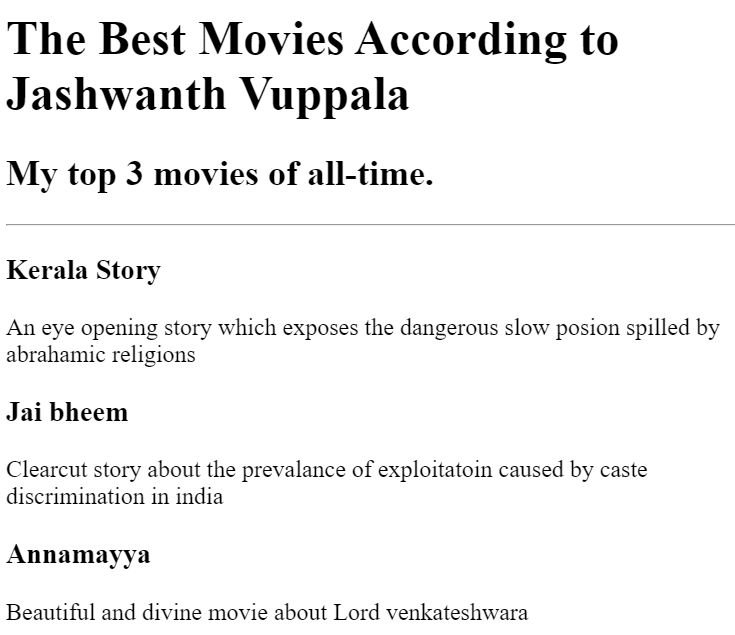 The Best Movies According to
Jashwanth Vuppala
My top 3 movies of all-time.
Kerala Story
An eye opening story which exposes the dangerous slow posion spilled by
abrahamic religions
Jai bheem
Clearcut story about the prevalance of exploitatoin caused by caste
discrimination in india
Annamayya
Beautiful and divine movie about Lord venkateshwara